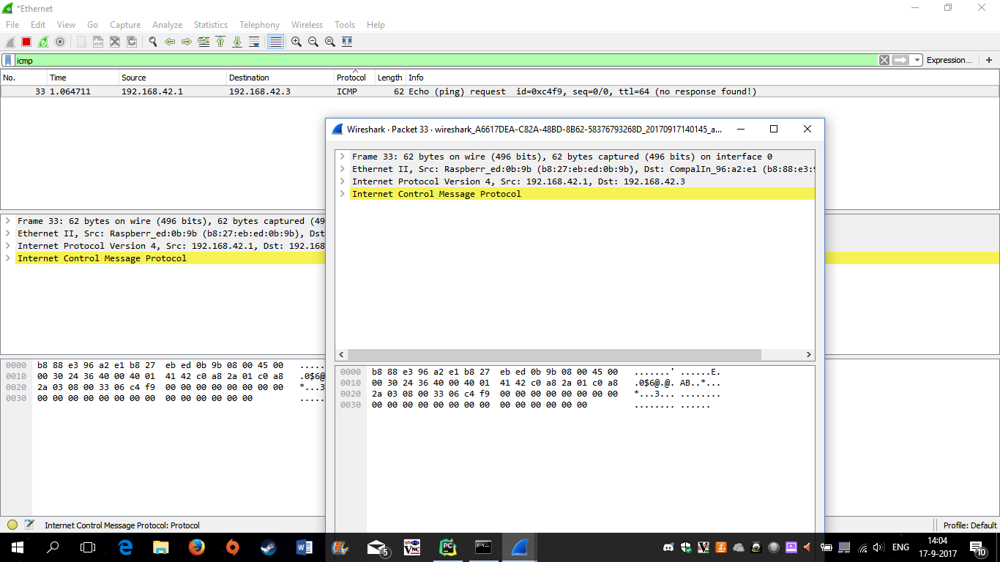 *Ethernet
File Edit View Go Capture Analyze Statistics Telephony Wireless Tools Help
icmp Expression... +
No. Time Source Destination Protocol Length Info
33 1.064711 192.168.42.1 192.168.42.3 ICMP 62 Echo (ping) request id=0xc4f9, seq=0/0, ttl=64 (no response found!)
Wireshark · Packet 33 · wireshark_A6617DEA-C82A-48BD-8B62-58376793268D_20170917140145_a...
Frame 33: 62 bytes on wire (496 bits), 62 bytes captured (496 bits) on interface 0
Ethernet II, Src: Raspberr_ed:0b:9b (b8:27:eb:ed:0b:9b), Dst: CompalIn_96:a2:e1 (b8:88:e3:9
Internet Protocol Version 4, Src: 192.168.42.1, Dst: 192.168.42.3
Internet Control Message Protocol
0000 b8 88 e3 96 a2 e1 b8 27 eb ed 0b 9b 08 00 45 00 .......' ......E.
0010 00 30 24 36 40 00 40 01 41 42 c0 a8 2a 01 c0 a8 .0$6@.@. AB..*...
0020 2a 03 08 00 33 06 c4 f9 00 00 00 00 00 00 00 00 *...3... ........
0030 00 00 00 00 00 00 00 00 00 00 00 00 00 00 ........ ......
Frame 33: 62 bytes on wire (496 bits), 62 bytes captured (49
Ethernet II, Src: Raspberr_ed:0b:9b (b8:27:eb:ed:0b:9b), Dst
Internet Protocol Version 4, Src: 192.168.42.1, Dst: 192.168
Internet Control Message Protocol
0000 b8 88 e3 96 a2 e1 b8 27 eb ed 0b 9b 08 00 45 00 .....
0010 00 30 24 36 40 00 40 01 41 42 c0 a8 2a 01 c0 a8 .0$6@
0020 2a 03 08 00 33 06 c4 f9 00 00 00 00 00 00 00 00 *...3
0030 00 00 00 00 00 00 00 00 00 00 00 00 00 00 .....
Internet Control Message Protocol: Protocol Profile: Default
5 VNC PC ENG 14:04 10
17-9-2017